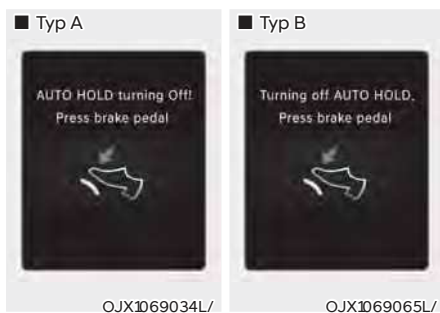 ■ Typ A
AUTO HOLD turning Off!
Press brake pedal
OJX1069034L/
■ Typ B
Turning off AUTO HOLD.
Press brake pedal
OJX1069065L/